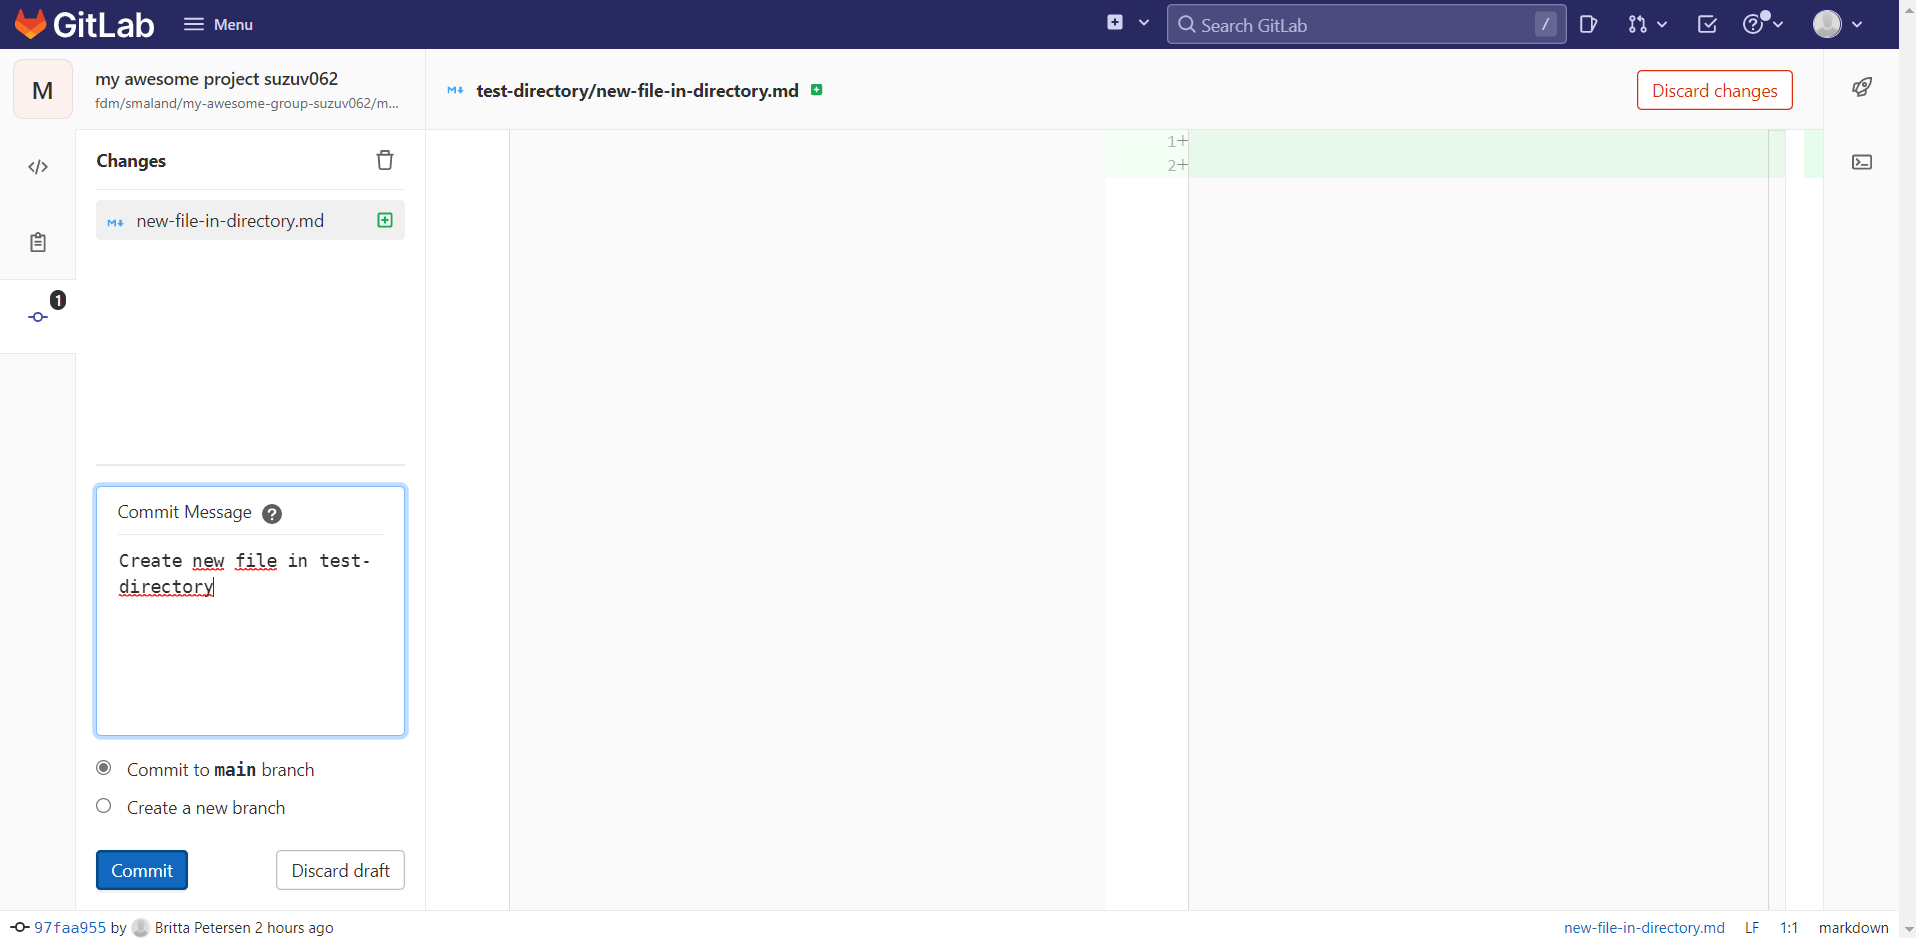 GitLab
Menu
Search GitLab
/
M
my awesome project suzuv062
fdm/smaland/my-awesome-group-suzuv062/m...
test-directory/new-file-in-directory.md
Discard changes
Changes
new-file-in-directory.md
1
1+
2+
Commit Message ?
Create new file in test-
directory
Commit to main branch
Create a new branch
Commit
Discard draft
97faa955 by Britta Petersen 2 hours ago
new-file-in-directory.md LF 1:1 markdown